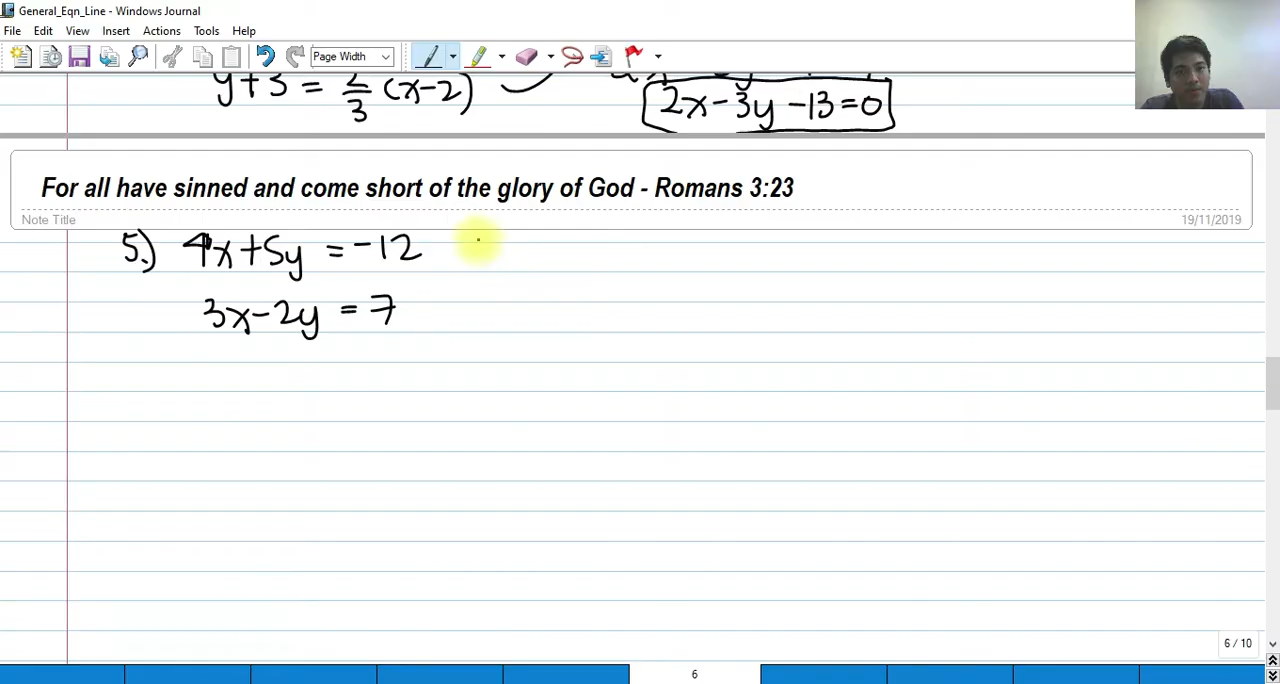 General_Eqn_Line - Windows Journal
File Edit View Insert Actions Tools Help
Page Width
y+3 = 2/3 (x-2)
2x-3y-13=0
For all have sinned and come short of the glory of God - Romans 3:23
Note Title
19/11/2019
5.) 4x+5y = -12
3x-2y = 7
6 / 10
6